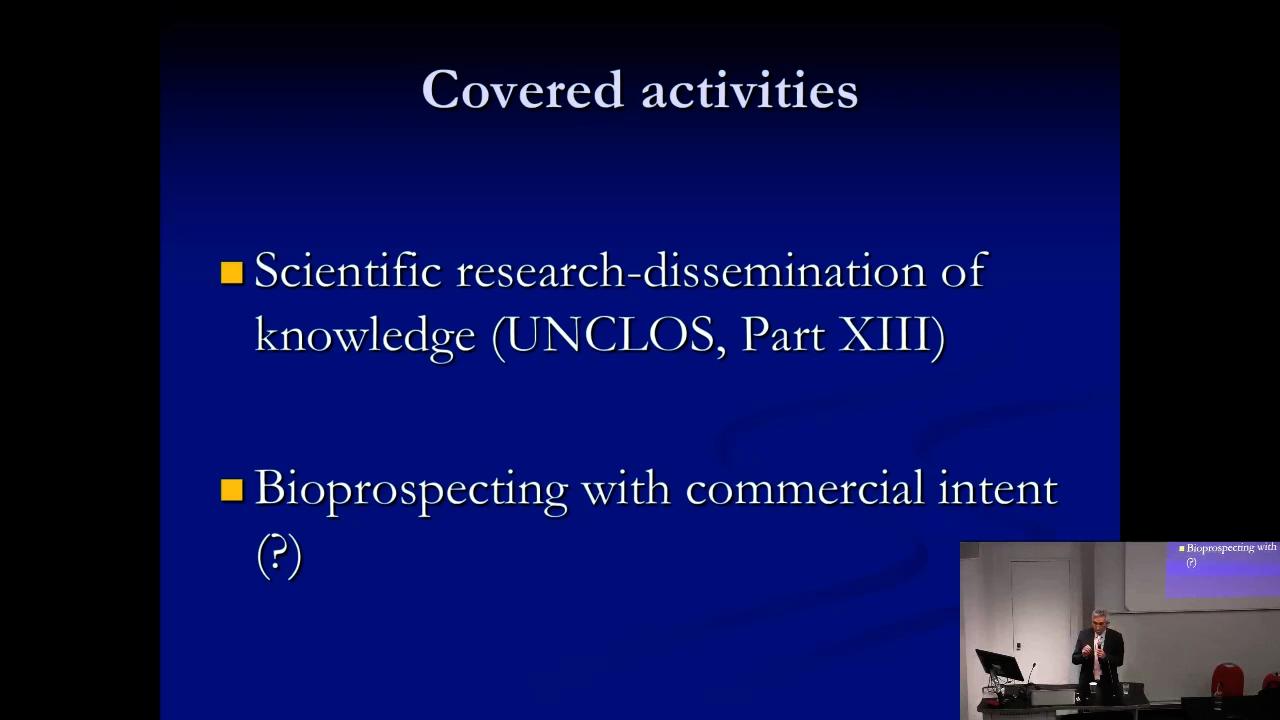 Covered activities
Scientific research-dissemination of
knowledge (UNCLOS, Part XIII)
Bioprospecting with commercial intent
(?)
Bioprospecting with
(?)